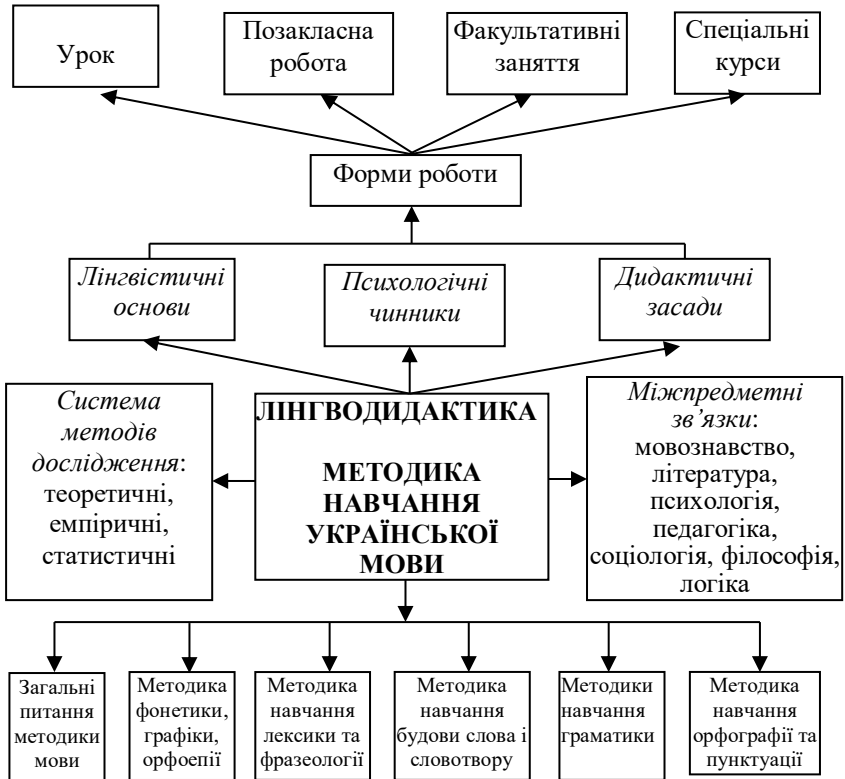 Урок
Позакласна
робота
Факультативні
заняття
Спеціальні
курси
Форми роботи
Лінгвістичні
основи
Психологічні
чинники
Дидактичні
засади
Система
методів
дослідження:
теоретичні,
емпіричні,
статистичні
ЛІНГВОДИДАКТИКА
МЕТОДИКА
НАВЧАННЯ
УКРАЇНСЬКОЇ
МОВИ
Міжпредметні
зв’язки:
мовознавство,
література,
психологія,
педагогіка,
соціологія, філософія,
логіка
Загальні
питання
методики
мови
Методика
фонетики,
графіки,
орфоепії
Методика
навчання
лексики та
фразеології
Методика
навчання
будови слова і
словотвору
Методики
навчання
граматики
Методика
навчання
орфографії та
пунктуації